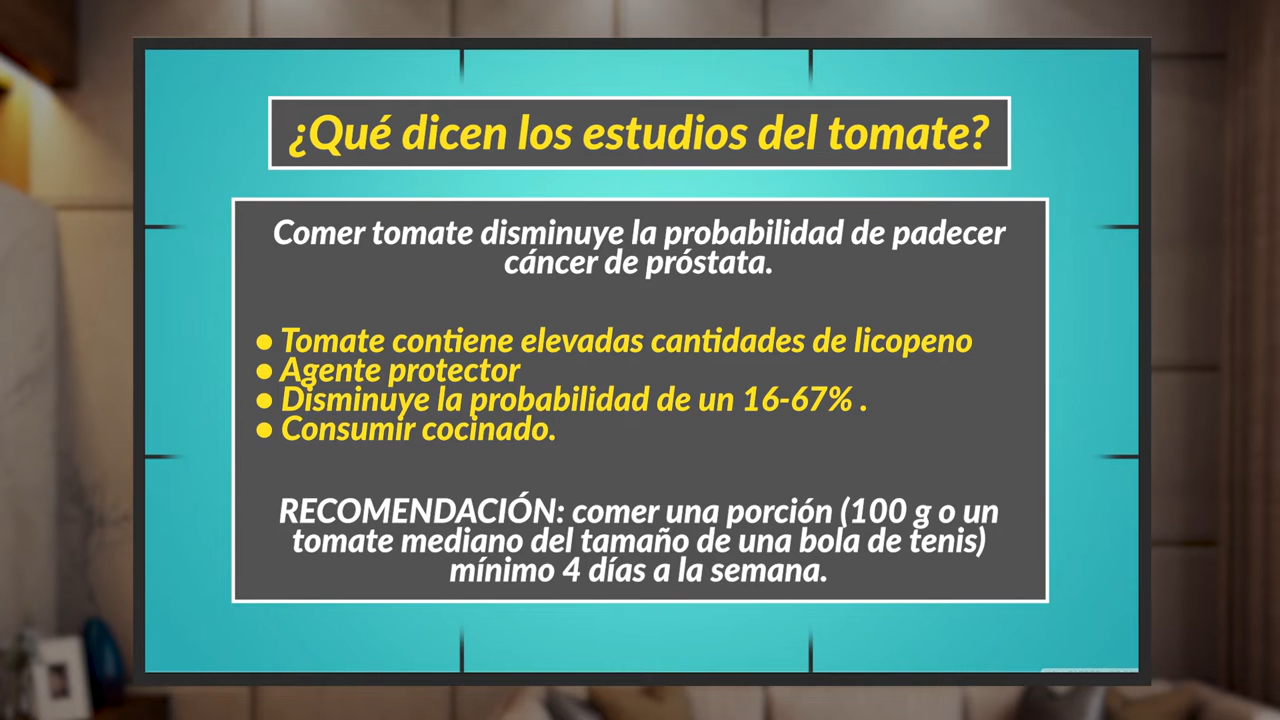 ¿Qué dicen los estudios del tomate?
Comer tomate disminuye la probabilidad de padecer
cáncer de próstata.
• Tomate contiene elevadas cantidades de licopeno
• Agente protector
• Disminuye la probabilidad de un 16-67% .
• Consumir cocinado.
RECOMENDACIÓN: comer una porción (100 g o un
tomate mediano del tamaño de una bola de tenis)
mínimo 4 días a la semana.